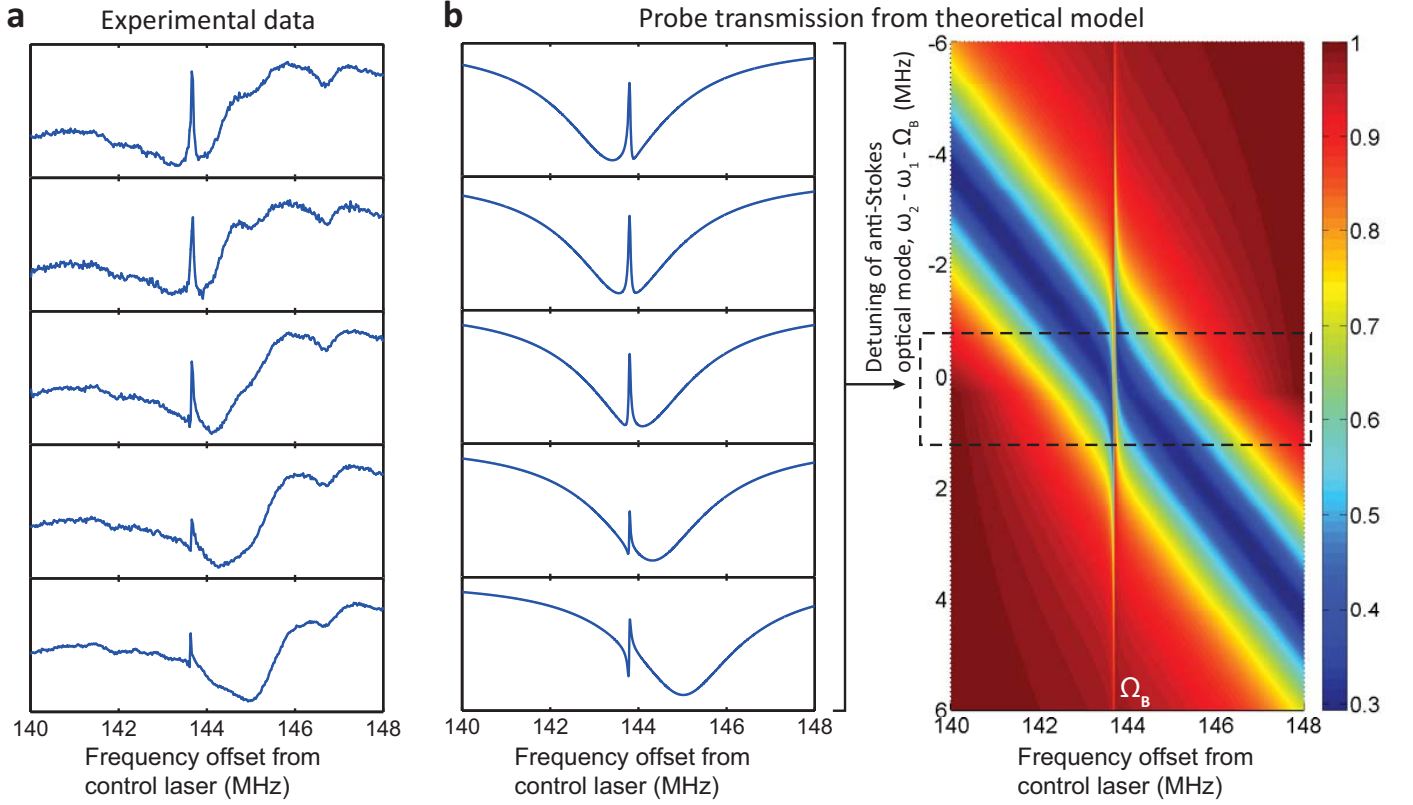 a
Experimental data
140
142
144
146
148
Frequency offset from
control laser (MHz)
b
Probe transmission from theoretical model
140
142
144
146
148
Frequency offset from
control laser (MHz)
Detuning of anti-Stokes
optical mode, ω₂ - ω₁ - Ω_B (MHz)
-6
-4
-2
0
2
4
6
Ω_B
140
142
144
146
148
Frequency offset from
control laser (MHz)
1
0.9
0.8
0.7
0.6
0.5
0.4
0.3